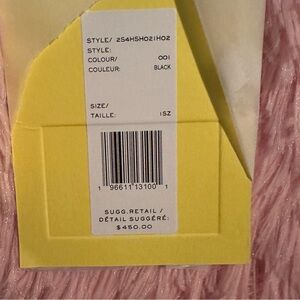 STYLE/ 2S4HSH021H02
STYLE:
COLOUR/ 001
COULEUR: BLACK
SIZE/
TAILLE: 1SZ
1 96611 13100 1
SUGG.RETAIL /
DÉTAIL SUGGÉRÉ:
$450.00